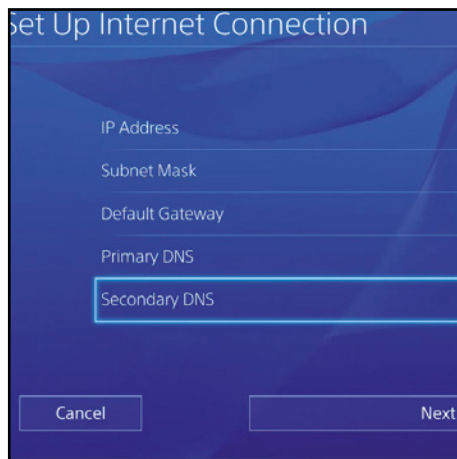 Set Up Internet Connection
IP Address
Subnet Mask
Default Gateway
Primary DNS
Secondary DNS
Cancel
Next